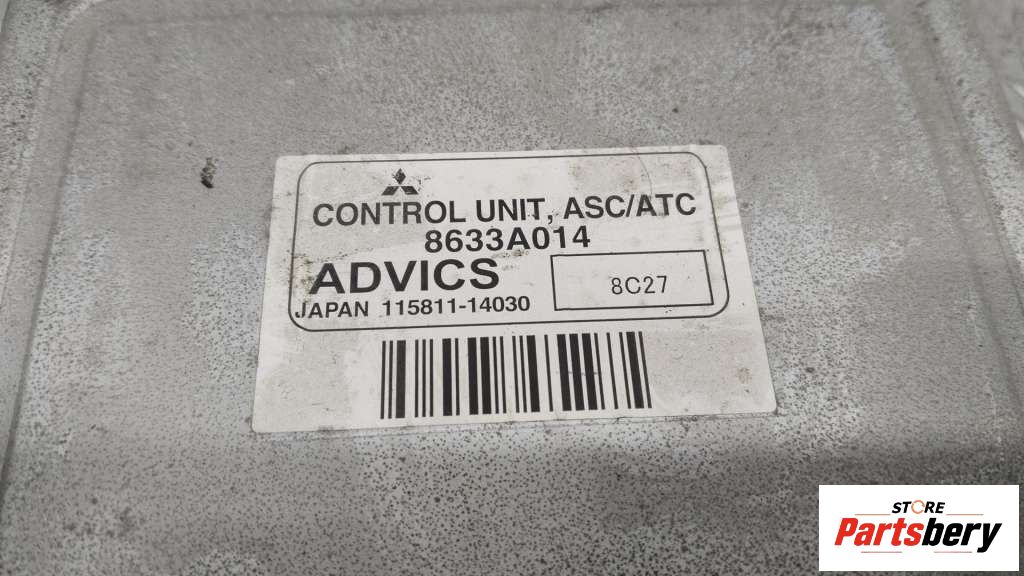 CONTROL UNIT, ASC/ATC
8633A014
ADVICS
8C27
JAPAN 115811-14030
STORE
Partsbery